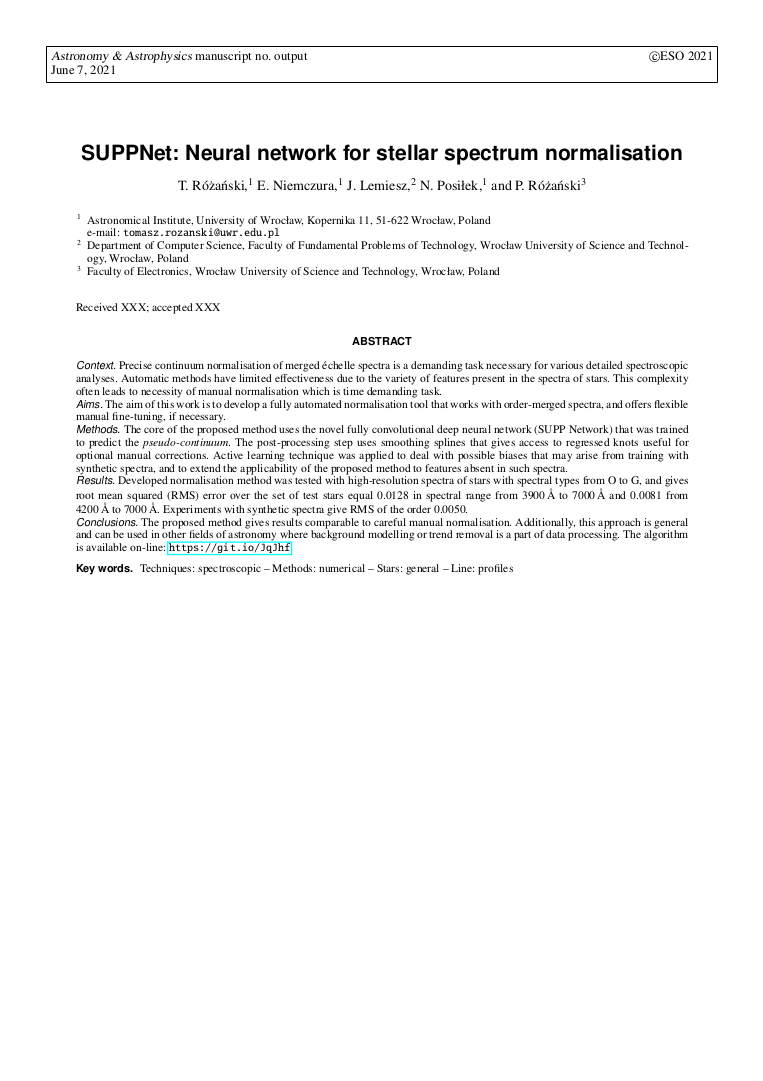 Astronomy & Astrophysics manuscript no. output ©ESO 2021
June 7, 2021
SUPPNet: Neural network for stellar spectrum normalisation
T. Różański,1 E. Niemczura,1 J. Lemiesz,2 N. Posiłek,1 and P. Różański3
1 Astronomical Institute, University of Wrocław, Kopernika 11, 51-622 Wrocław, Poland
e-mail: tomasz.rozanski@uwr.edu.pl
2 Department of Computer Science, Faculty of Fundamental Problems of Technology, Wrocław University of Science and Technol-
ogy, Wrocław, Poland
3 Faculty of Electronics, Wrocław University of Science and Technology, Wrocław, Poland
Received XXX; accepted XXX
ABSTRACT
Context. Precise continuum normalisation of merged échelle spectra is a demanding task necessary for various detailed spectroscopic
analyses. Automatic methods have limited effectiveness due to the variety of features present in the spectra of stars. This complexity
often leads to necessity of manual normalisation which is time demanding task.
Aims. The aim of this work is to develop a fully automated normalisation tool that works with order-merged spectra, and offers flexible
manual fine-tuning, if necessary.
Methods. The core of the proposed method uses the novel fully convolutional deep neural network (SUPP Network) that was trained
to predict the pseudo-continuum. The post-processing step uses smoothing splines that gives access to regressed knots useful for
optional manual corrections. Active learning technique was applied to deal with possible biases that may arise from training with
synthetic spectra, and to extend the applicability of the proposed method to features absent in such spectra.
Results. Developed normalisation method was tested with high-resolution spectra of stars with spectral types from O to G, and gives
root mean squared (RMS) error over the set of test stars equal 0.0128 in spectral range from 3900 Å to 7000 Å and 0.0081 from
4200 Å to 7000 Å. Experiments with synthetic spectra give RMS of the order 0.0050.
Conclusions. The proposed method gives results comparable to careful manual normalisation. Additionally, this approach is general
and can be used in other fields of astronomy where background modelling or trend removal is a part of data processing. The algorithm
is available on-line: https://git.io/JqJhf
Key words. Techniques: spectroscopic – Methods: numerical – Stars: general – Line: profiles